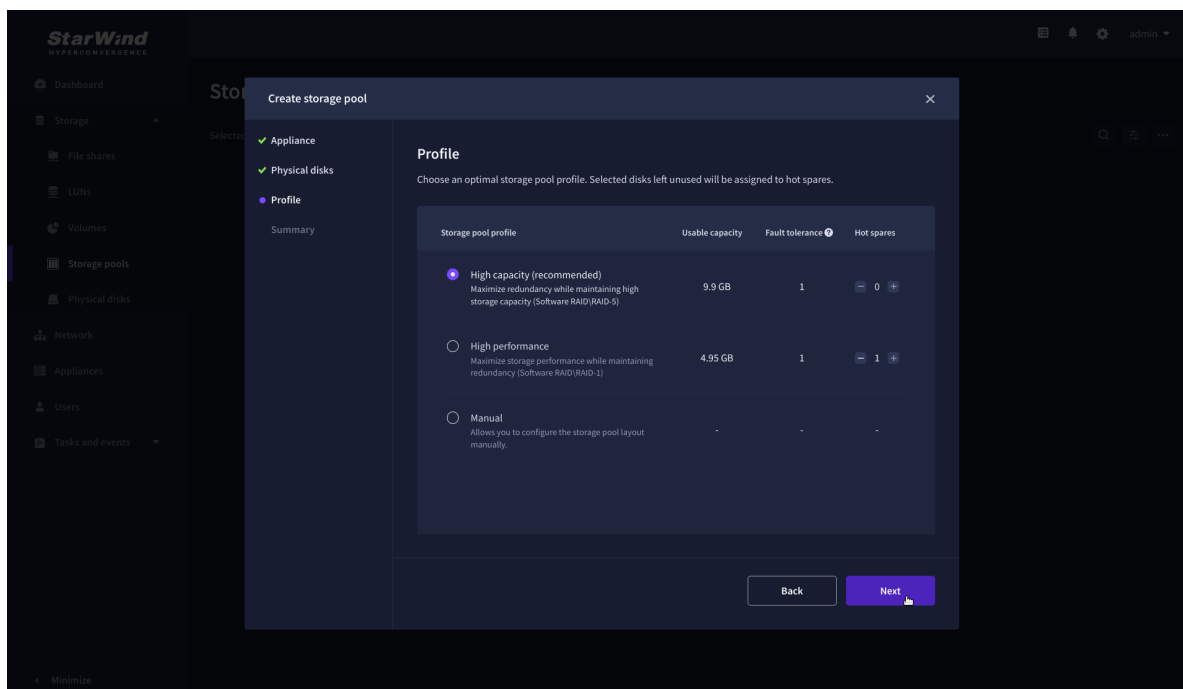 StarWind
HYPERCONVERGENCE
admin
Dashboard
Storage
File shares
LUNs
Volumes
Storage pools
Physical disks
Network
Appliances
Users
Tasks and events
Minimize
Stor
Selected
Create storage pool
Appliance
Physical disks
Profile
Summary
Profile
Choose an optimal storage pool profile. Selected disks left unused will be assigned to hot spares.
Storage pool profile Usable capacity Fault tolerance ? Hot spares
High capacity (recommended)
Maximize redundancy while maintaining high
storage capacity (Software RAID\RAID-5)
9.9 GB 1 − 0 +
High performance
Maximize storage performance while maintaining
redundancy (Software RAID\RAID-1)
4.95 GB 1 − 1 +
Manual
Allows you to configure the storage pool layout
manually.
- - -
Back Next